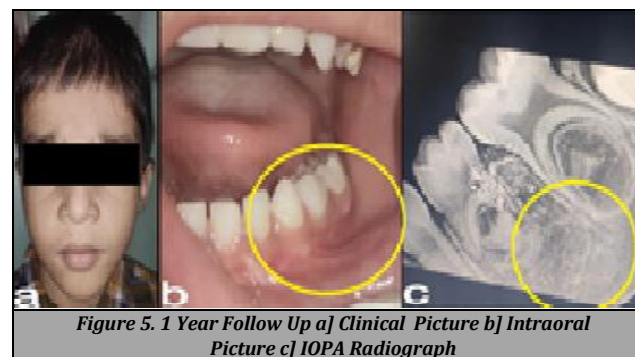 a
b
c
Figure 5. 1 Year Follow Up a] Clinical Picture b] Intraoral
Picture c] IOPA Radiograph